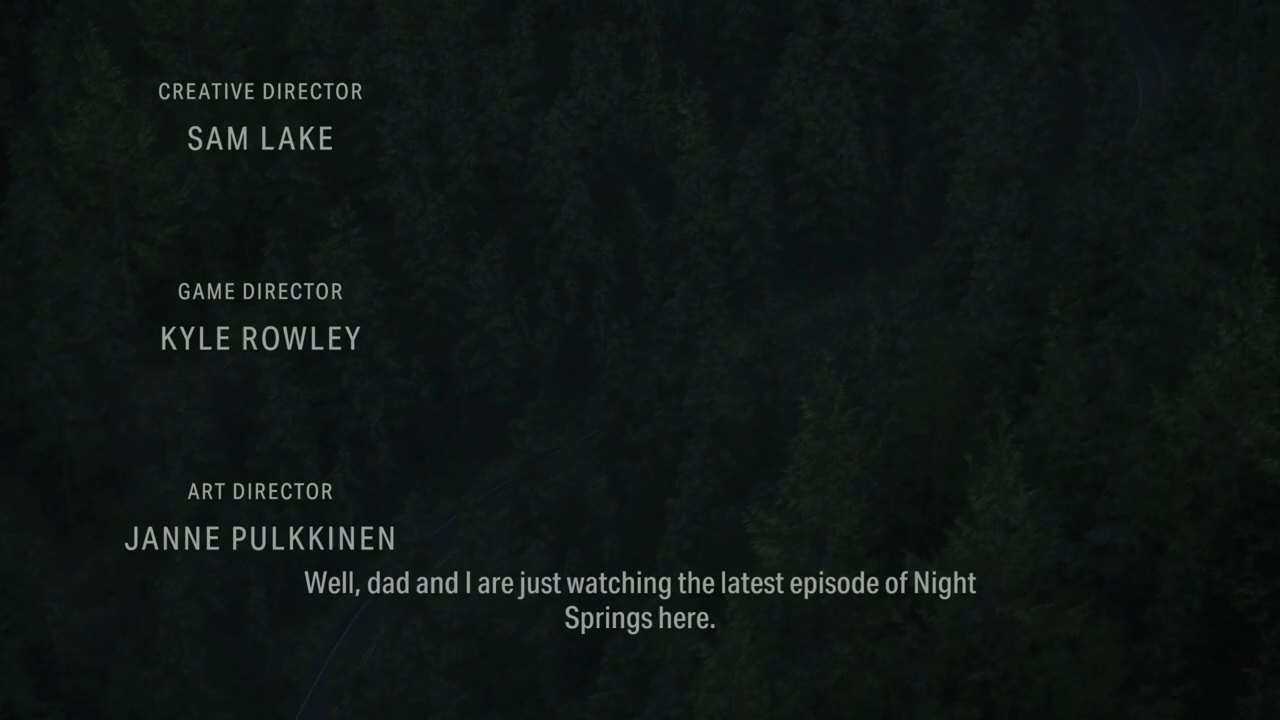 CREATIVE DIRECTOR
SAM LAKE
GAME DIRECTOR
KYLE ROWLEY
ART DIRECTOR
JANNE PULKKINEN
Well, dad and I are just watching the latest episode of Night
Springs here.